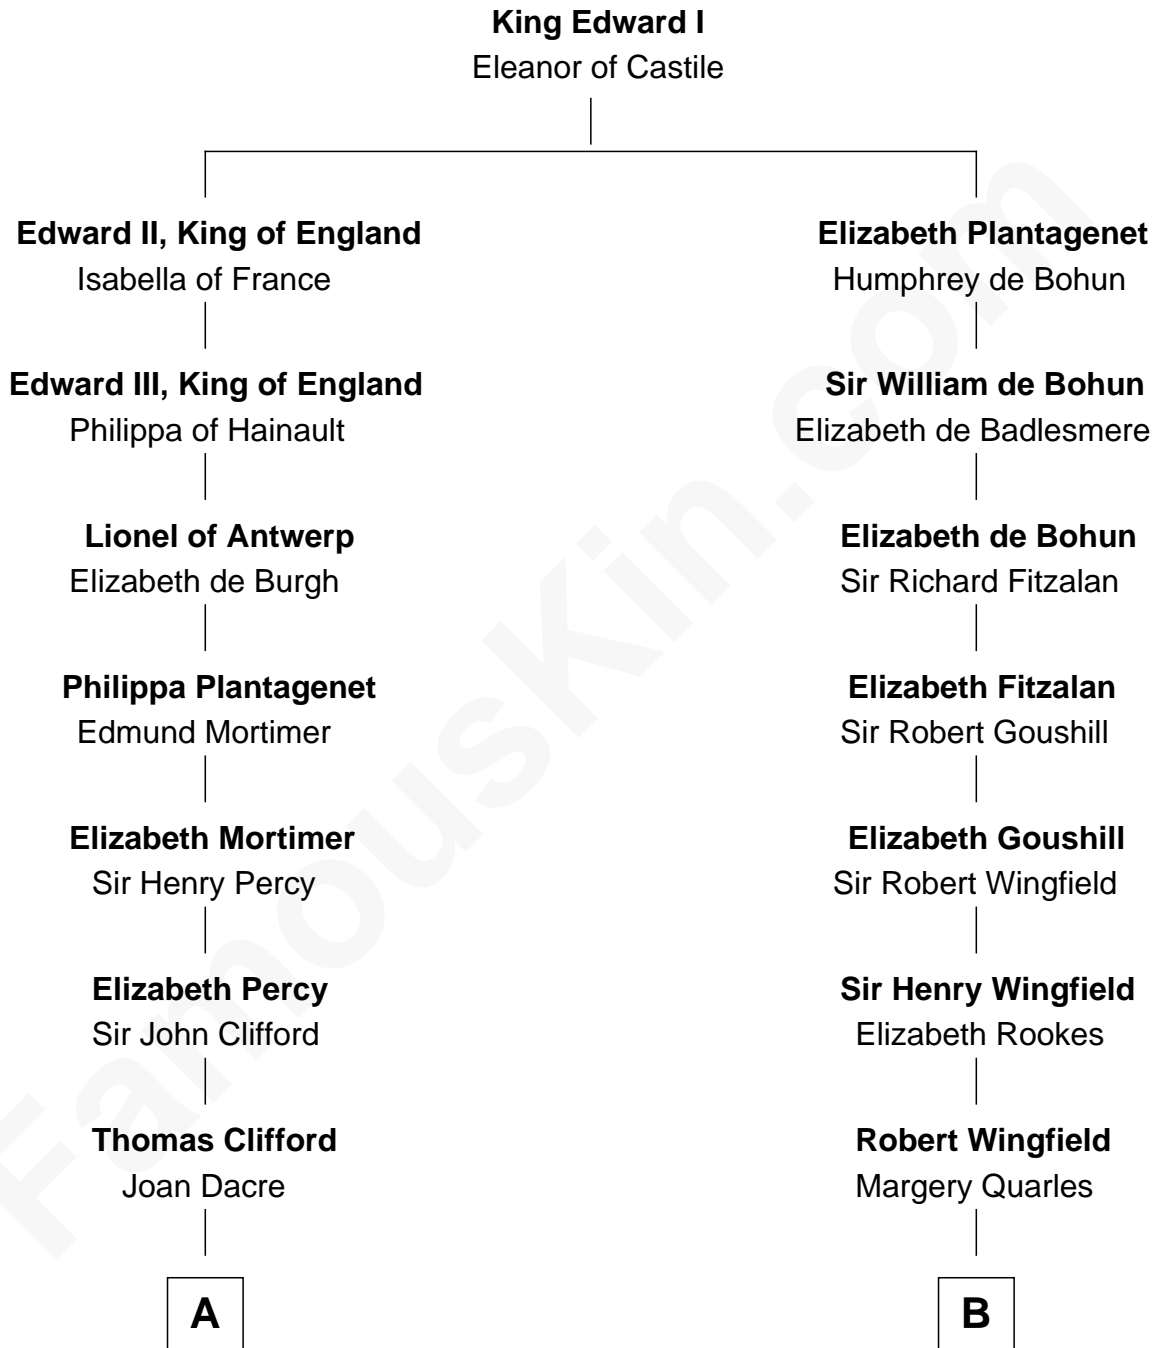 King Edward I
Eleanor of Castile
Edward II, King of England
Isabella of France
Elizabeth Plantagenet
Humphrey de Bohun
Edward III, King of England
Philippa of Hainault
Sir William de Bohun
Elizabeth de Badlesmere
Lionel of Antwerp
Elizabeth de Burgh
Elizabeth de Bohun
Sir Richard Fitzalan
Philippa Plantagenet
Edmund Mortimer
Elizabeth Fitzalan
Sir Robert Goushill
Elizabeth Mortimer
Sir Henry Percy
Elizabeth Goushill
Sir Robert Wingfield
Elizabeth Percy
Sir John Clifford
Sir Henry Wingfield
Elizabeth Rookes
Thomas Clifford
Joan Dacre
Robert Wingfield
Margery Quarles
A
B
FamousKin.com